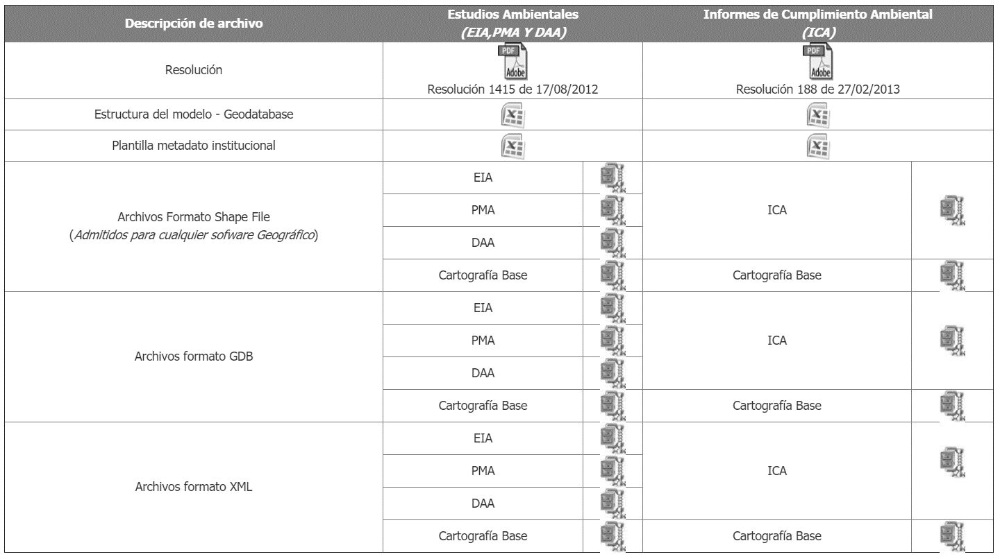 Descripción de archivo
Estudios Ambientales
(EIA,PMA Y DAA)
Informes de Cumplimiento Ambiental
(ICA)
Resolución
PDF
Adobe
Resolución 1415 de 17/08/2012
PDF
Adobe
Resolución 188 de 27/02/2013
Estructura del modelo - Geodatabase
Plantilla metadato institucional
Archivos Formato Shape File
(Admitidos para cualquier sofware Geográfico)
EIA
PMA
DAA
Cartografía Base
ICA
Cartografía Base
Archivos formato GDB
EIA
PMA
DAA
Cartografía Base
ICA
Cartografía Base
Archivos formato XML
EIA
PMA
DAA
Cartografía Base
ICA
Cartografía Base